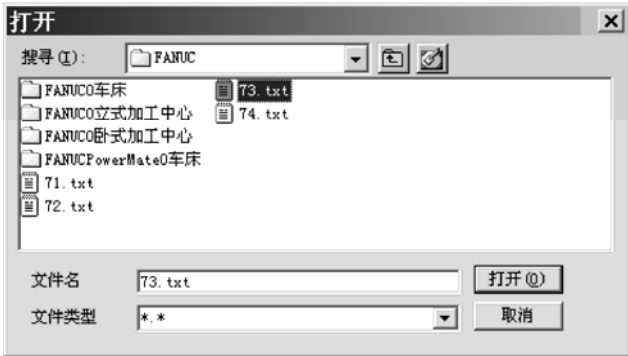 打开
搜寻(I):
FANUC
FANUC0车床
FANUC0立式加工中心
FANUC0卧式加工中心
FANUCPowerMate0车床
71.txt
72.txt
73.txt
74.txt
文件名
73.txt
打开(O)
文件类型
*.*
取消